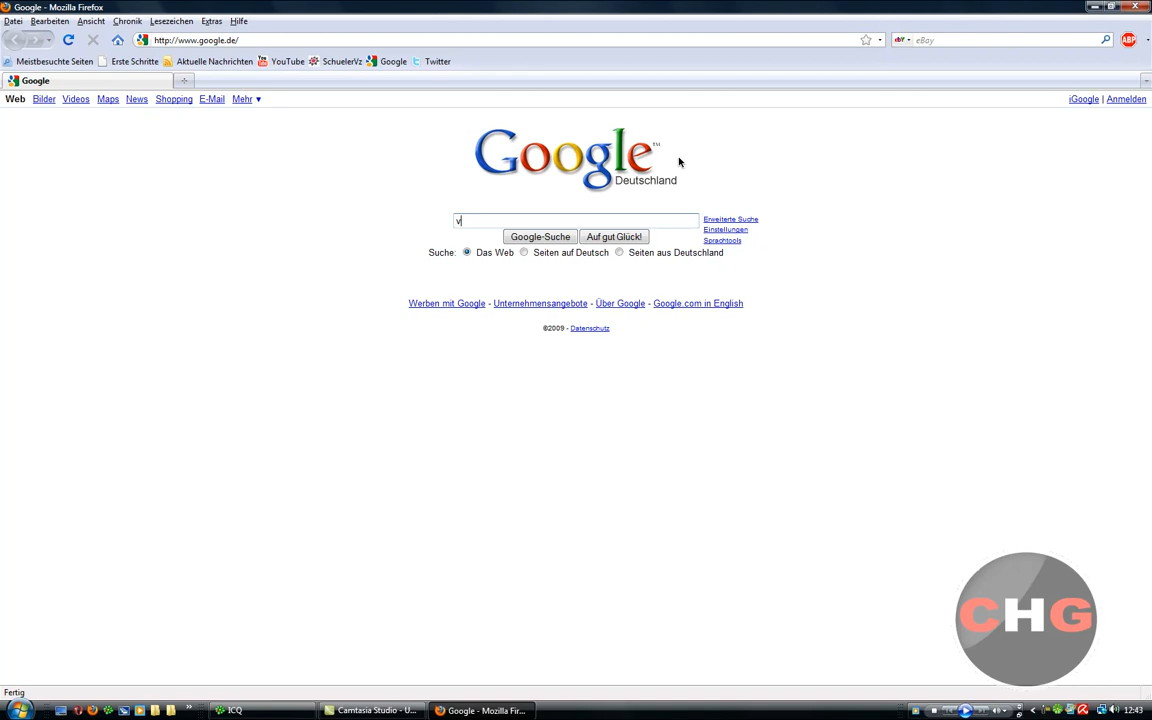 Google - Mozilla Firefox
Datei Bearbeiten Ansicht Chronik Lesezeichen Extras Hilfe
http://www.google.de/ eBay ABP
Meistbesuchte Seiten Erste Schritte Aktuelle Nachrichten YouTube SchuelerVz Google Twitter
Google
Web Bilder Videos Maps News Shopping E-Mail Mehr ▼ iGoogle | Anmelden
Google™
Deutschland
v Erweiterte Suche
Einstellungen
Google-Suche Auf gut Glück! Sprachtools
Suche: Das Web Seiten auf Deutsch Seiten aus Deutschland
Werben mit Google - Unternehmensangebote - Über Google - Google.com in English
©2009 - Datenschutz
CHG
Fertig
ICQ Camtasia Studio - U... Google - Mozilla Fir... 12:43